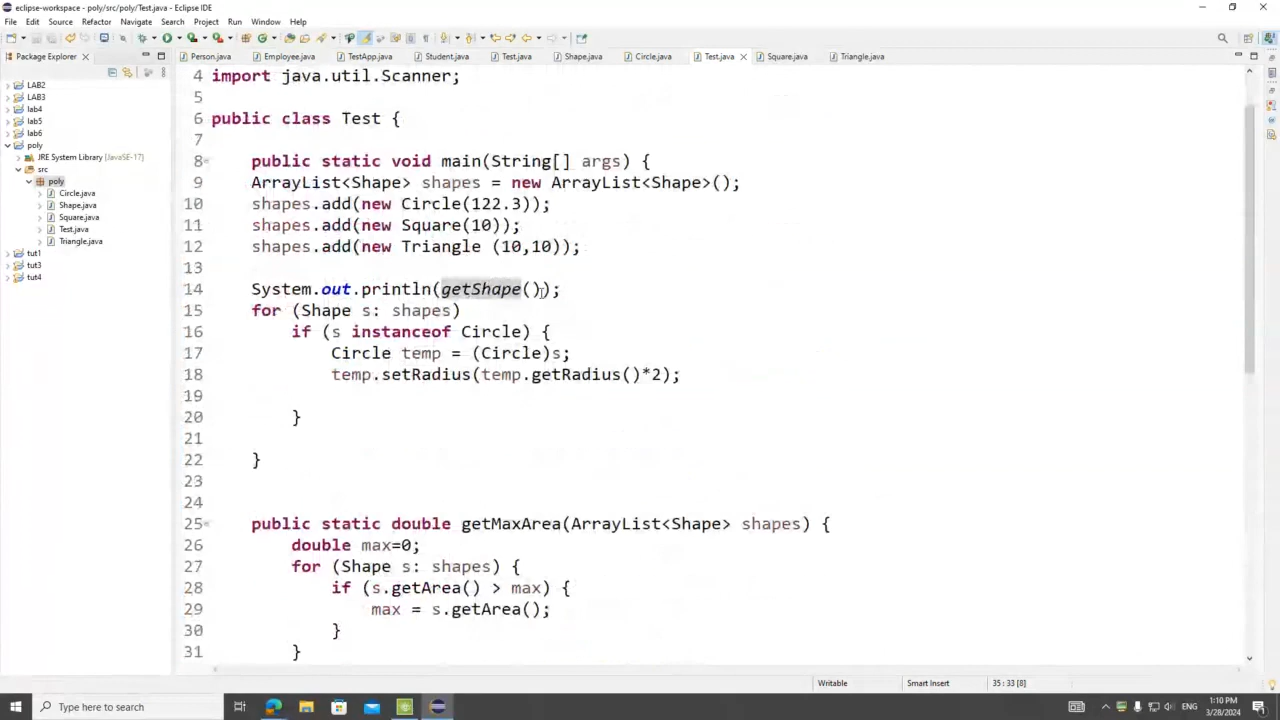 eclipse-workspace - poly/src/poly/Test.java - Eclipse IDE
File Edit Source Refactor Navigate Search Project Run Window Help
Package Explorer
Person.java Employee.java TestApp.java Student.java Test.java Shape.java Circle.java Test.java Square.java Triangle.java
LAB2
LAB3
lab4
lab5
lab6
poly
JRE System Library [JavaSE-17]
src
poly
Circle.java
Shape.java
Square.java
Test.java
Triangle.java
tut1
tut3
tut4
4 import java.util.Scanner;
5
6 public class Test {
7
8 public static void main(String[] args) {
9 ArrayList<Shape> shapes = new ArrayList<Shape>();
10 shapes.add(new Circle(122.3));
11 shapes.add(new Square(10));
12 shapes.add(new Triangle (10,10));
13
14 System.out.println(getShape());
15 for (Shape s: shapes)
16 if (s instanceof Circle) {
17 Circle temp = (Circle)s;
18 temp.setRadius(temp.getRadius()*2);
19
20 }
21
22 }
23
24
25 public static double getMaxArea(ArrayList<Shape> shapes) {
26 double max=0;
27 for (Shape s: shapes) {
28 if (s.getArea() > max) {
29 max = s.getArea();
30 }
31 }
Writable Smart Insert 35 : 33 [8]
Type here to search
ENG
1:10 PM
3/28/2024